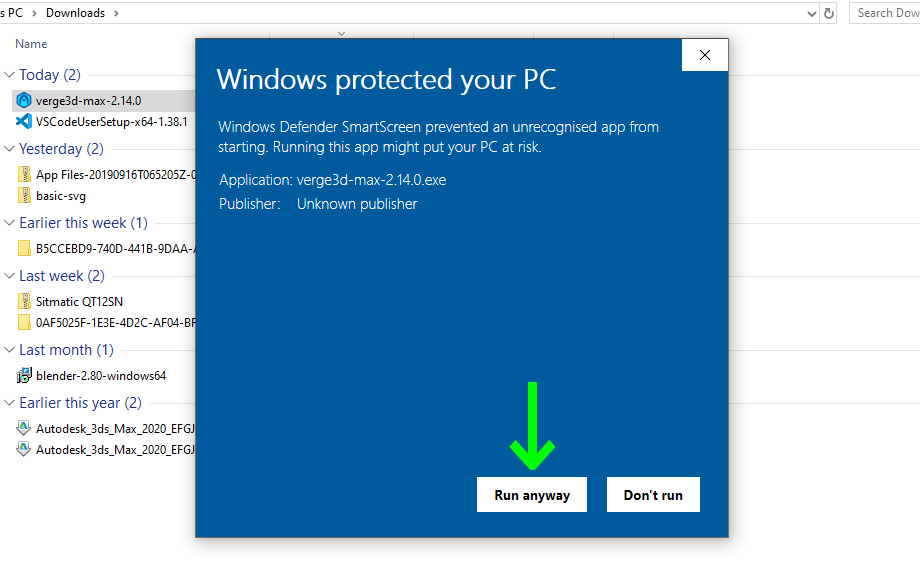 s PC > Downloads >
Search Dow
Name
Today (2)
verge3d-max-2.14.0
VSCodeUserSetup-x64-1.38.1
Yesterday (2)
App Files-20190916T065205Z-0
basic-svg
Earlier this week (1)
B5CCEBD9-740D-441B-9DAA-A
Last week (2)
Sitmatic QT12SN
0AF5025F-1E3E-4D2C-AF04-BF
Last month (1)
blender-2.80-windows64
Earlier this year (2)
Autodesk_3ds_Max_2020_EFGJ
Autodesk_3ds_Max_2020_EFGJ
Windows protected your PC
Windows Defender SmartScreen prevented an unrecognised app from
starting. Running this app might put your PC at risk.
Application: verge3d-max-2.14.0.exe
Publisher: Unknown publisher
Run anyway
Don't run